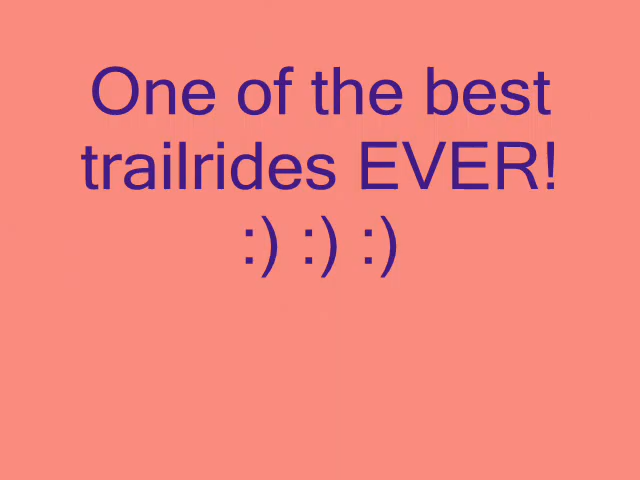 One of the best
trailrides EVER!
:) :) :)